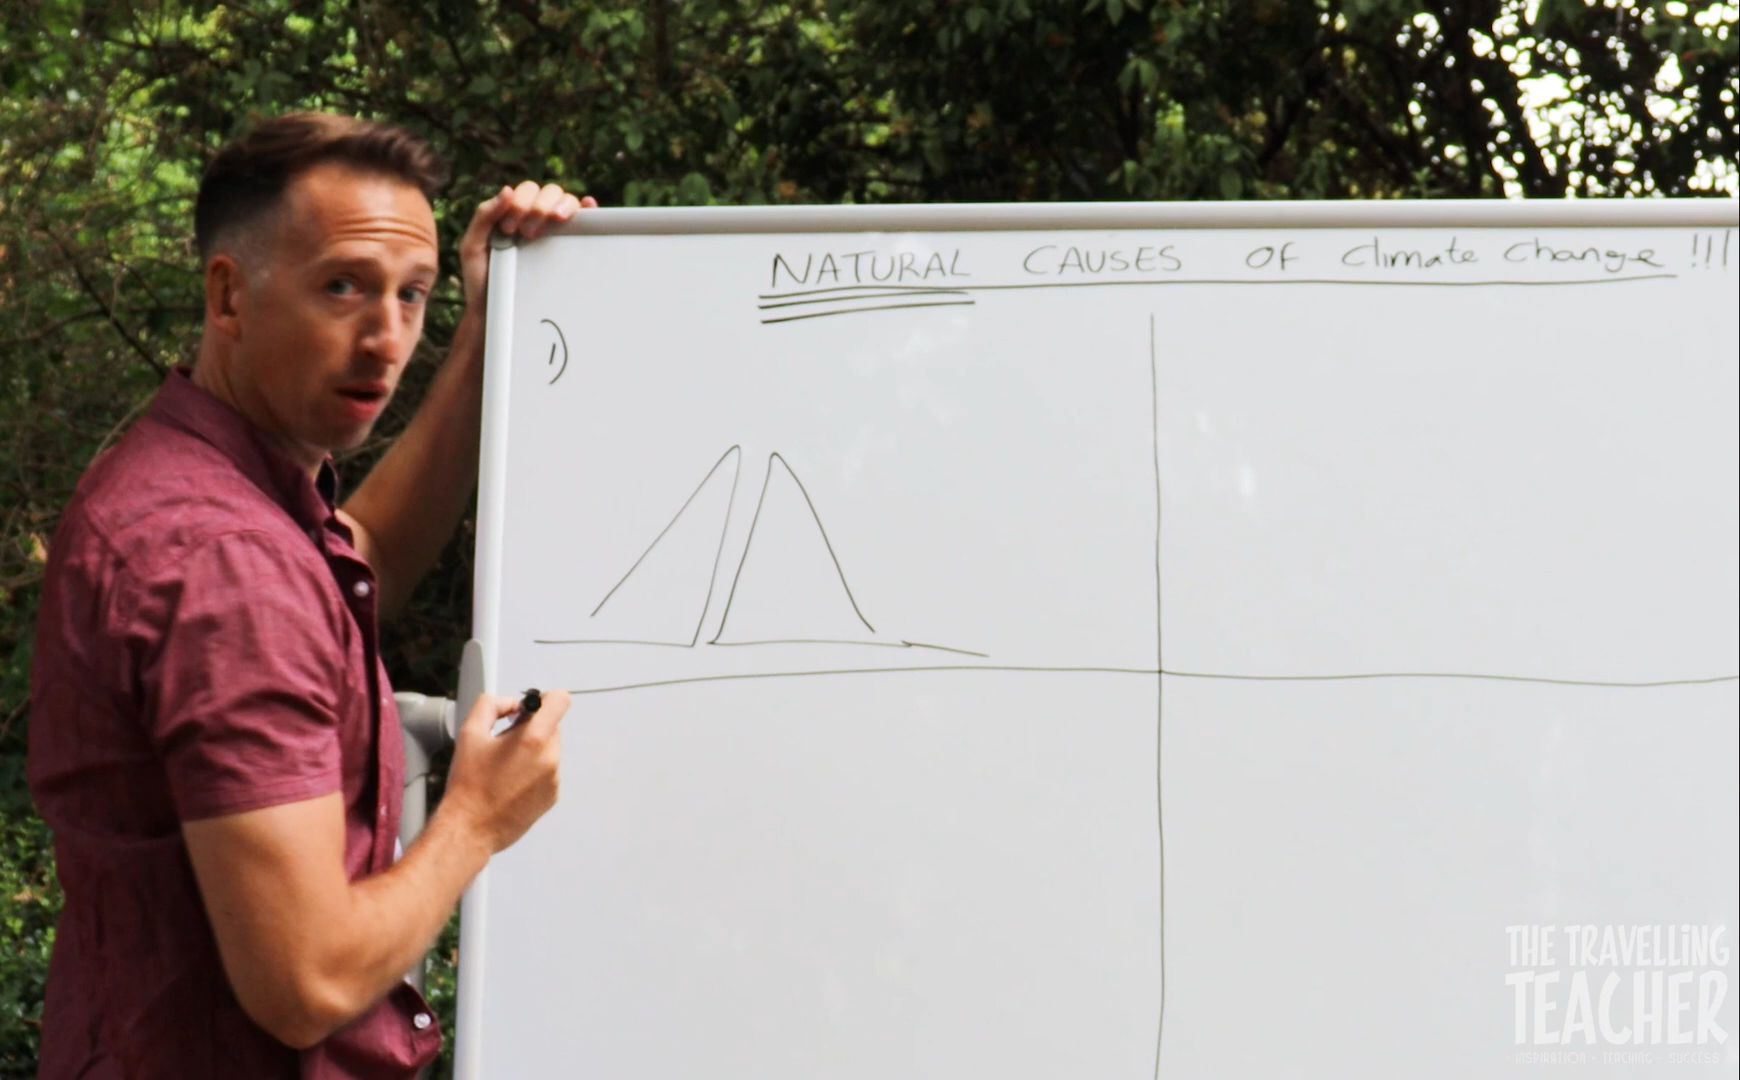 NATURAL CAUSES OF Climate Change !!!
1)
THE TRAVELLING
TEACHER
INSPIRATION - TEACHING - SUCCESS